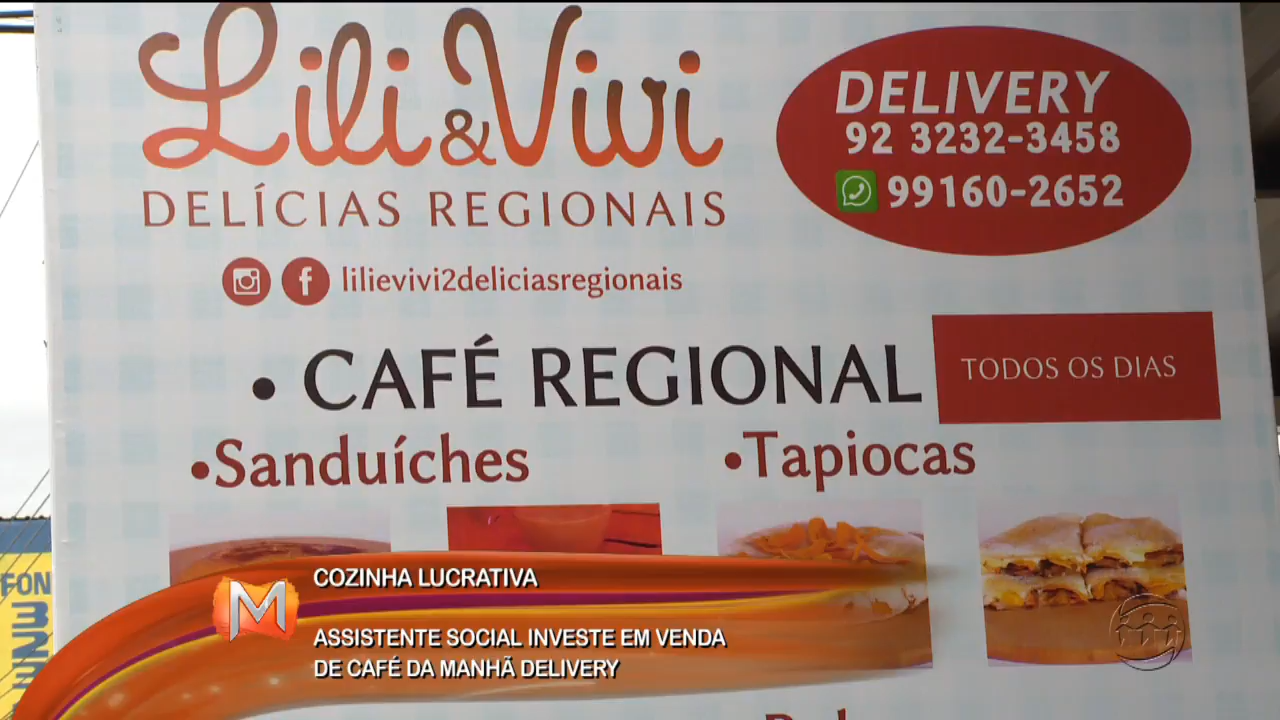 Lili & Vivi
DELÍCIAS REGIONAIS
lilievivi2deliciasregionais
DELIVERY
92 3232-3458
99160-2652
• CAFÉ REGIONAL
TODOS OS DIAS
•Sanduíches
•Tapiocas
FON
M
COZINHA LUCRATIVA
ASSISTENTE SOCIAL INVESTE EM VENDA
DE CAFÉ DA MANHÃ DELIVERY